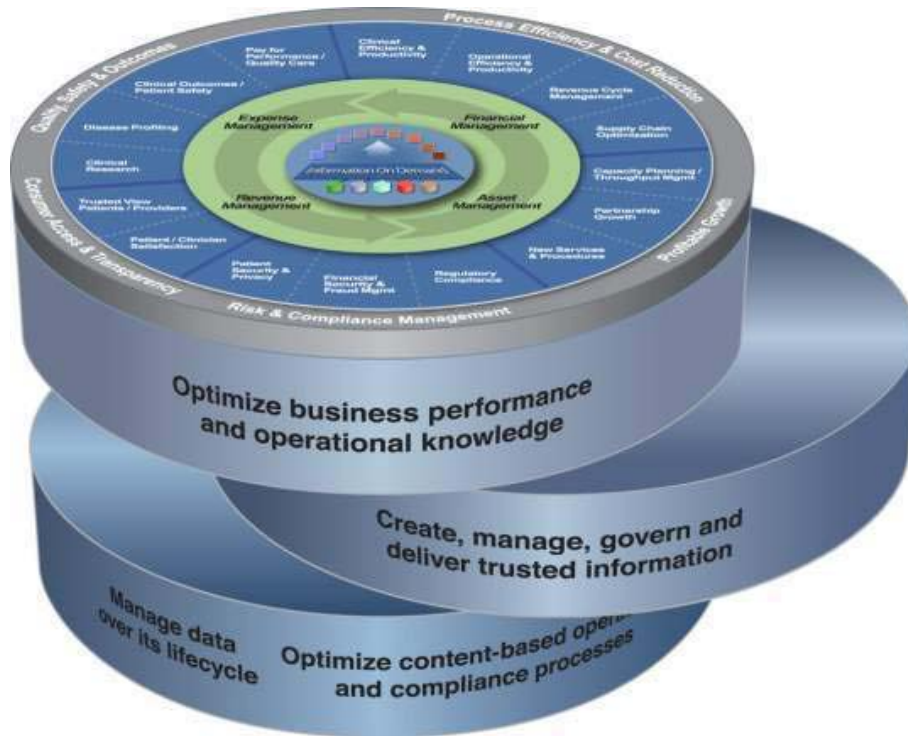 Process Efficiency & Cost Reduction
Quality, Safety & Outcomes
Consumer Access & Transparency
Risk & Compliance Management
Profitable Growth
Pay for
Performance /
Quality Care
Clinical
Efficiency &
Productivity
Operational
Efficiency &
Productivity
Revenue Cycle
Management
Supply Chain
Optimization
Capacity Planning /
Throughput Mgmt
Partnership
Growth
New Services
& Procedures
Regulatory
Compliance
Financial
Security &
Fraud Mgmt
Patient
Security &
Privacy
Patient / Clinician
Satisfaction
Trusted View
Patients / Providers
Clinical
Research
Disease Profiling
Clinical Outcomes /
Patient Safety
Expense
Management
Financial
Management
Revenue
Management
Asset
Management
Information On Demand
Optimize business performance
and operational knowledge
Create, manage, govern and
deliver trusted information
Manage data
over its lifecycle
Optimize content-based
and compliance processes